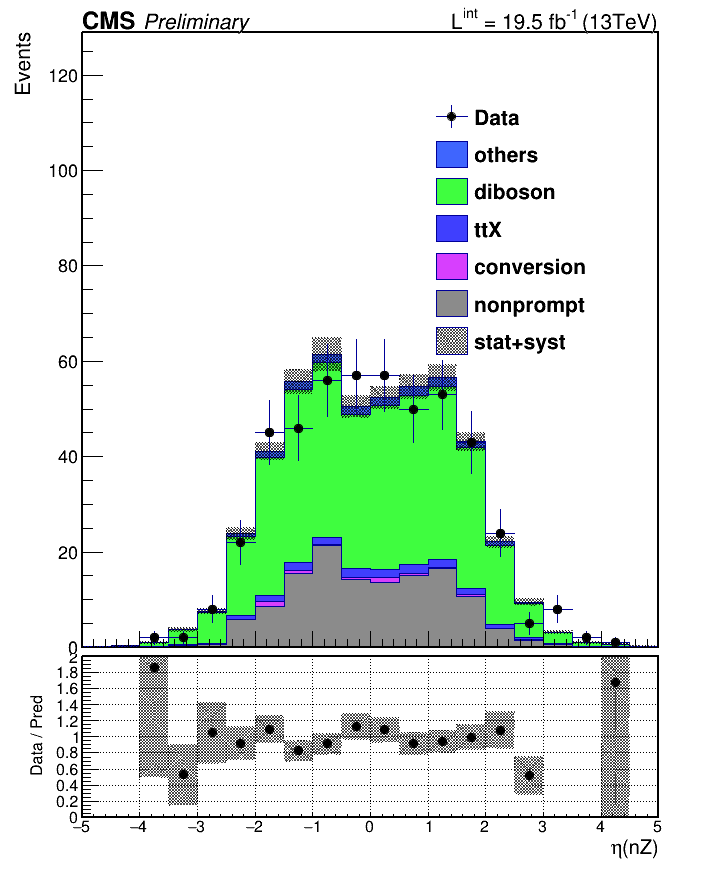 CMS Preliminary L^int = 19.5 fb^-1 (13TeV)
Events
120
100
80
60
40
20
0
Data
others
diboson
ttX
conversion
nonprompt
stat+syst
Data / Pred
2
1.8
1.6
1.4
1.2
1
0.8
0.6
0.4
0.2
0
−5 −4 −3 −2 −1 0 1 2 3 4 5
η(nZ)